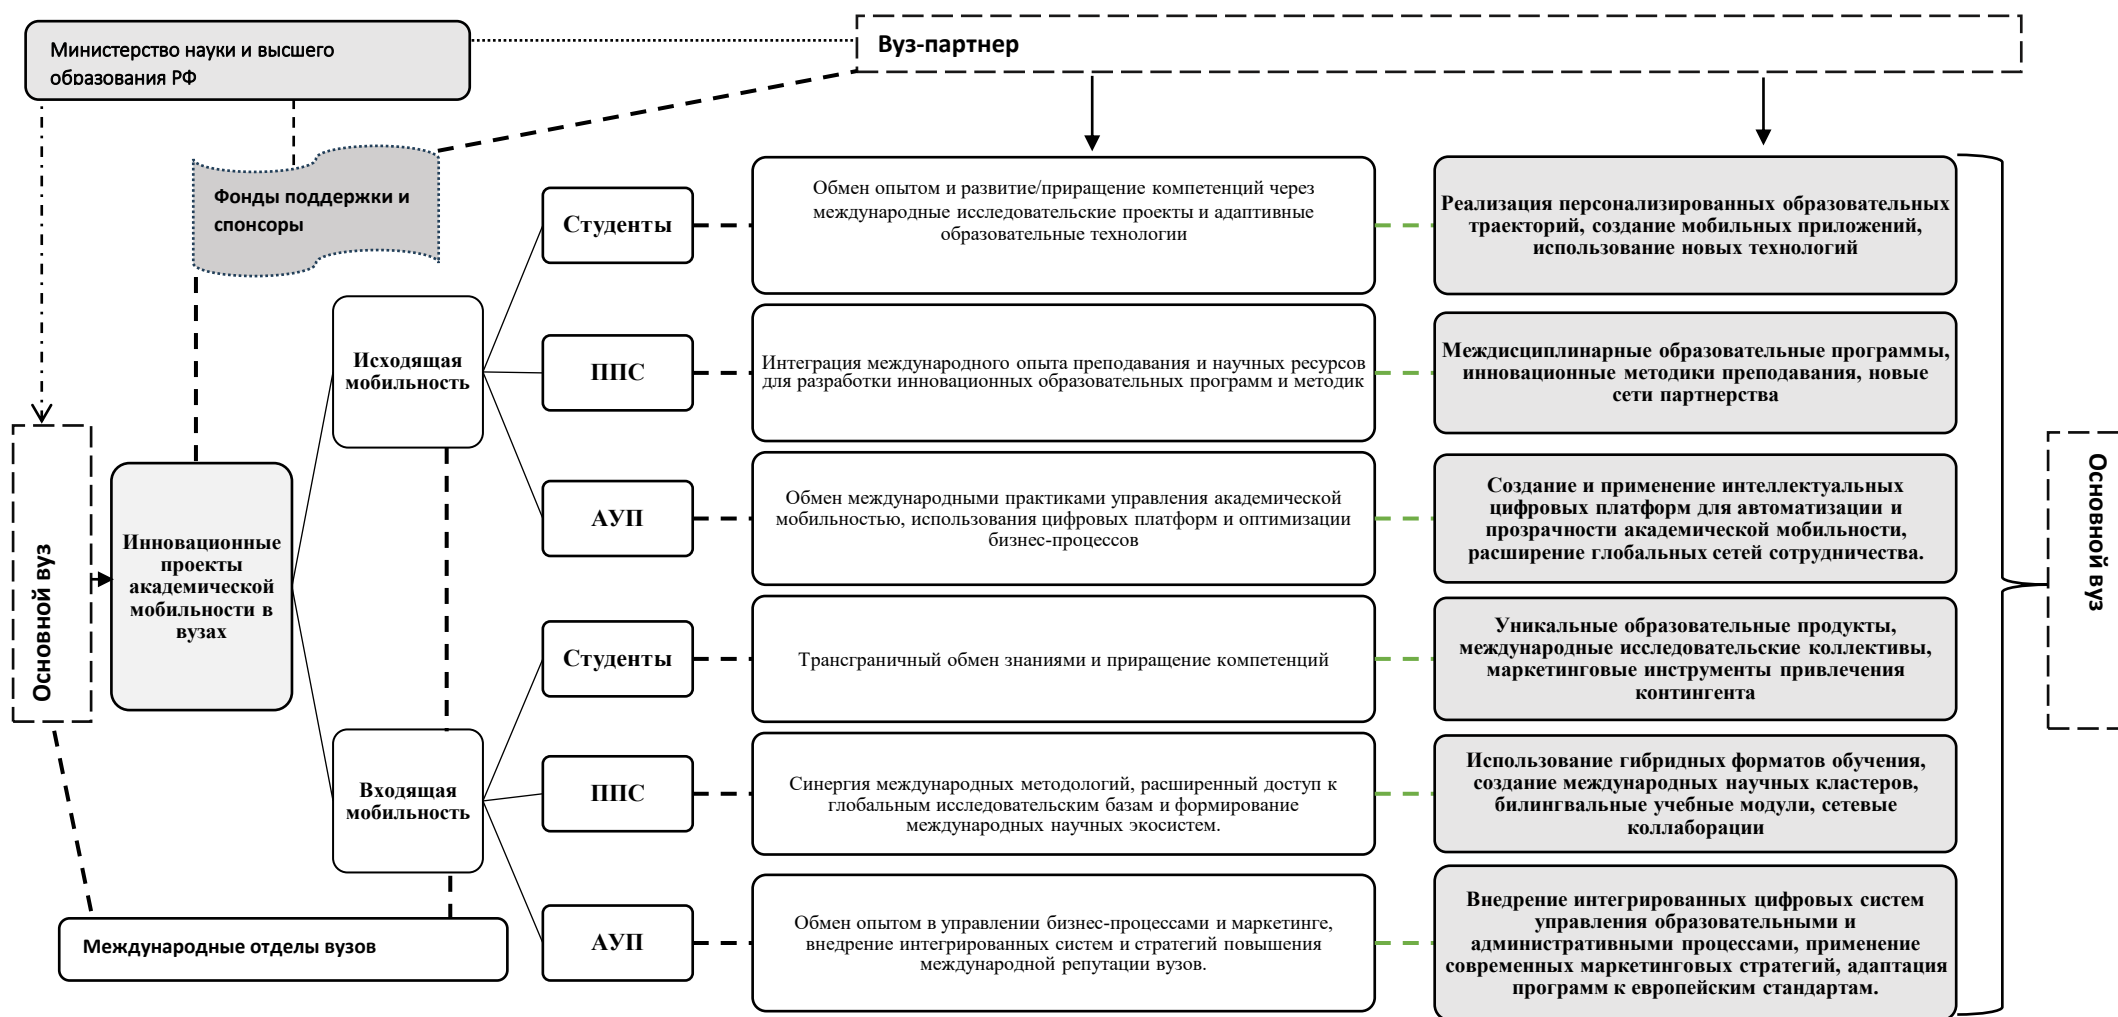 Министерство науки и высшего
образования РФ
Вуз-партнер
Фонды поддержки и
спонсоры
Основной вуз
Инновационные
проекты
академической
мобильности в
вузах
Исходящая
мобильность
Студенты
Обмен опытом и развитие/приращение компетенций через
международные исследовательские проекты и адаптивные
образовательные технологии
Реализация персонализированных образовательных
траекторий, создание мобильных приложений,
использование новых технологий
ППС
Интеграция международного опыта преподавания и научных ресурсов
для разработки инновационных образовательных программ и методик
Междисциплинарные образовательные программы,
инновационные методики преподавания, новые
сети партнерства
АУП
Обмен международными практиками управления академической
мобильностью, использования цифровых платформ и оптимизации
бизнес-процессов
Создание и применение интеллектуальных
цифровых платформ для автоматизации и
прозрачности академической мобильности,
расширение глобальных сетей сотрудничества.
Входящая
мобильность
Студенты
Трансграничный обмен знаниями и приращение компетенций
Уникальные образовательные продукты,
международные исследовательские коллективы,
маркетинговые инструменты привлечения
контингента
ППС
Синергия международных методологий, расширенный доступ к
глобальным исследовательским базам и формирование
международных научных экосистем.
Использование гибридных форматов обучения,
создание международных научных кластеров,
билингвальные учебные модули, сетевые
коллаборации
АУП
Обмен опытом в управлении бизнес-процессами и маркетинге,
внедрение интегрированных систем и стратегий повышения
международной репутации вузов.
Внедрение интегрированных цифровых систем
управления образовательными и
административными процессами, применение
современных маркетинговых стратегий, адаптация
программ к европейским стандартам.
Основной вуз
Международные отделы вузов